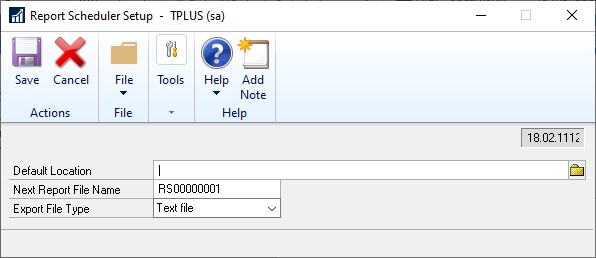 Report Scheduler Setup - TPLUS (sa)
Save Cancel File Tools Help Add Note
Actions File Help
18.02.1112
Default Location
Next Report File Name RS00000001
Export File Type Text file